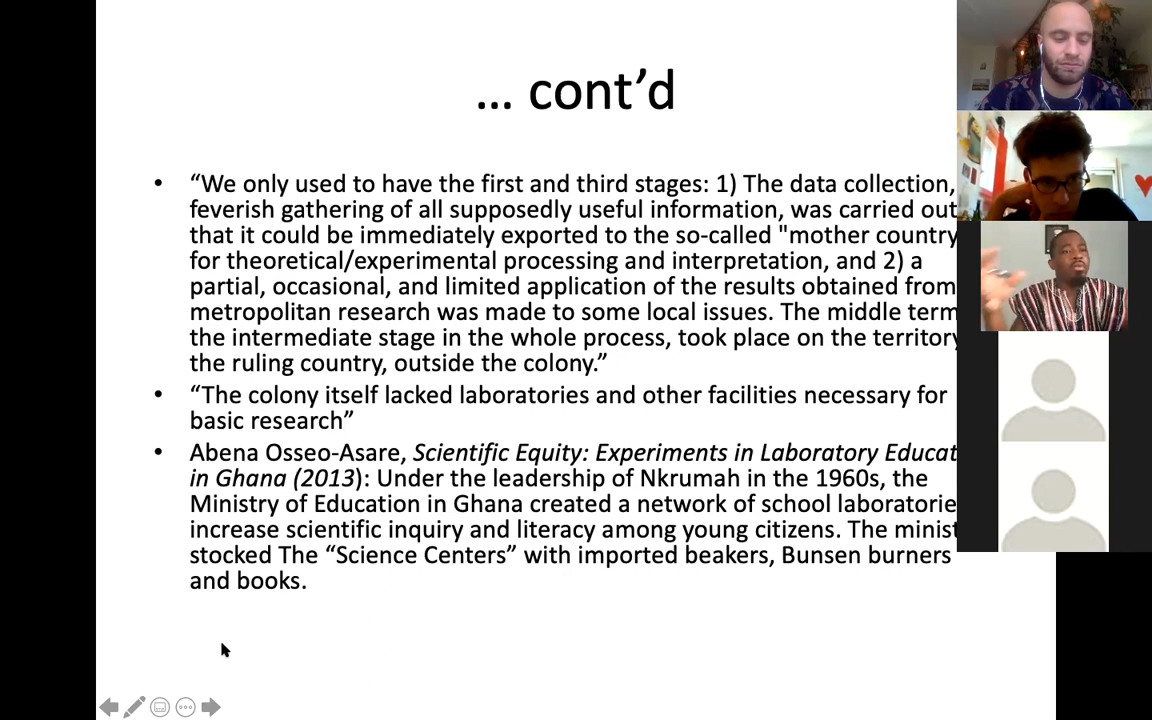 ... cont’d
• “We only used to have the first and third stages: 1) The data collection,
feverish gathering of all supposedly useful information, was carried out
that it could be immediately exported to the so-called "mother country
for theoretical/experimental processing and interpretation, and 2) a
partial, occasional, and limited application of the results obtained from
metropolitan research was made to some local issues. The middle term
the intermediate stage in the whole process, took place on the territory
the ruling country, outside the colony.”
• “The colony itself lacked laboratories and other facilities necessary for
basic research”
• Abena Osseo-Asare, Scientific Equity: Experiments in Laboratory Educat
in Ghana (2013): Under the leadership of Nkrumah in the 1960s, the
Ministry of Education in Ghana created a network of school laboratorie
increase scientific inquiry and literacy among young citizens. The minist
stocked The “Science Centers” with imported beakers, Bunsen burners
and books.